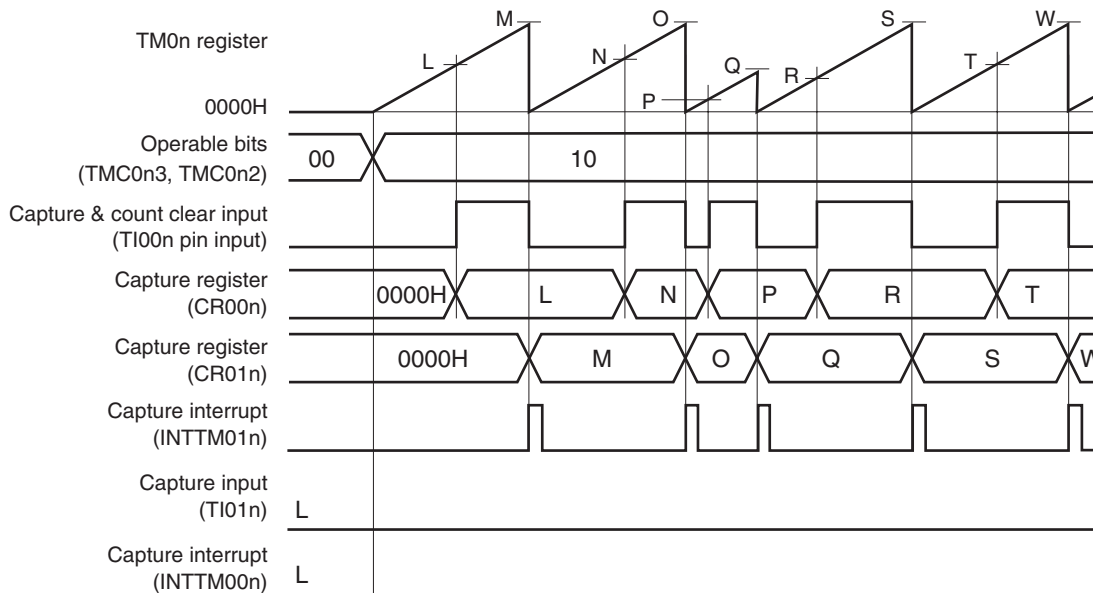 M
O
S
W
TM0n register
L
N
Q
R
T
P
0000H
Operable bits
(TMC0n3, TMC0n2)
00
10
Capture & count clear input
(TI00n pin input)
Capture register
(CR00n)
0000H
L
N
P
R
T
Capture register
(CR01n)
0000H
M
O
Q
S
W
Capture interrupt
(INTTM01n)
Capture input
(TI01n)
L
Capture interrupt
(INTTM00n)
L